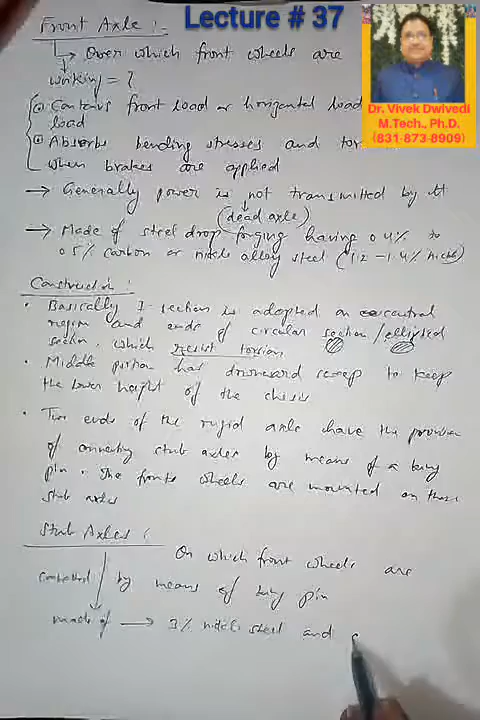 Lecture # 37
Front Axle :-
Over which front wheels are
working = ?
Contains front load or horizontal load
load
Absorbs bending stresses and tor
when brakes are applied
→ Generally power is not transmitted by it
(dead axle)
→ Made of steel drop forging having 0.4% to
0.5% carbon or nickle alloy steel (1.2 - 1.4% nickle)
Dr. Vivek Dwivedi
M.Tech., Ph.D.
(831-873-8909)
Construction :
• Basically I-section is adopted on central
region and ends of circular section / elliptical
section, which resist torsion
• Middle portion has downward sweep to keep
the lower height of the chassis
• Two ends of the rigid axle have the provision
of connecting stub axles by means of a king
pin. The fronts wheels are mounted on these
stub axles
Stub Axles :
On which front wheels are
connected by means of king pin
made of → 3% nickle steel and